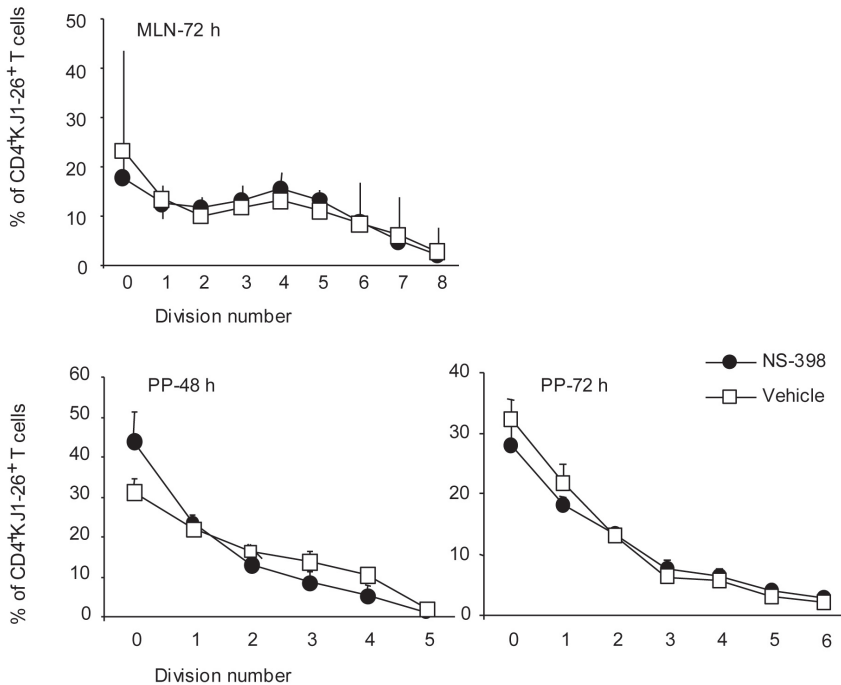 % of CD4+KJ1-26+ T cells
MLN-72 h
50
40
30
20
10
0
0 1 2 3 4 5 6 7 8
Division number
NS-398
Vehicle
% of CD4+KJ1-26+ T cells
PP-48 h
60
50
40
30
20
10
0
0 1 2 3 4 5
Division number
PP-72 h
40
30
20
10
0
0 1 2 3 4 5 6